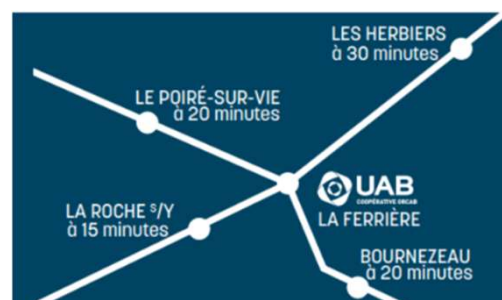 LES HERBIERS
à 30 minutes
LE POIRÉ-SUR-VIE
à 20 minutes
UAB
COOPÉRATIVE ORCAB
LA FERRIÈRE
LA ROCHE S/Y
à 15 minutes
BOURNEZEAU
à 20 minutes